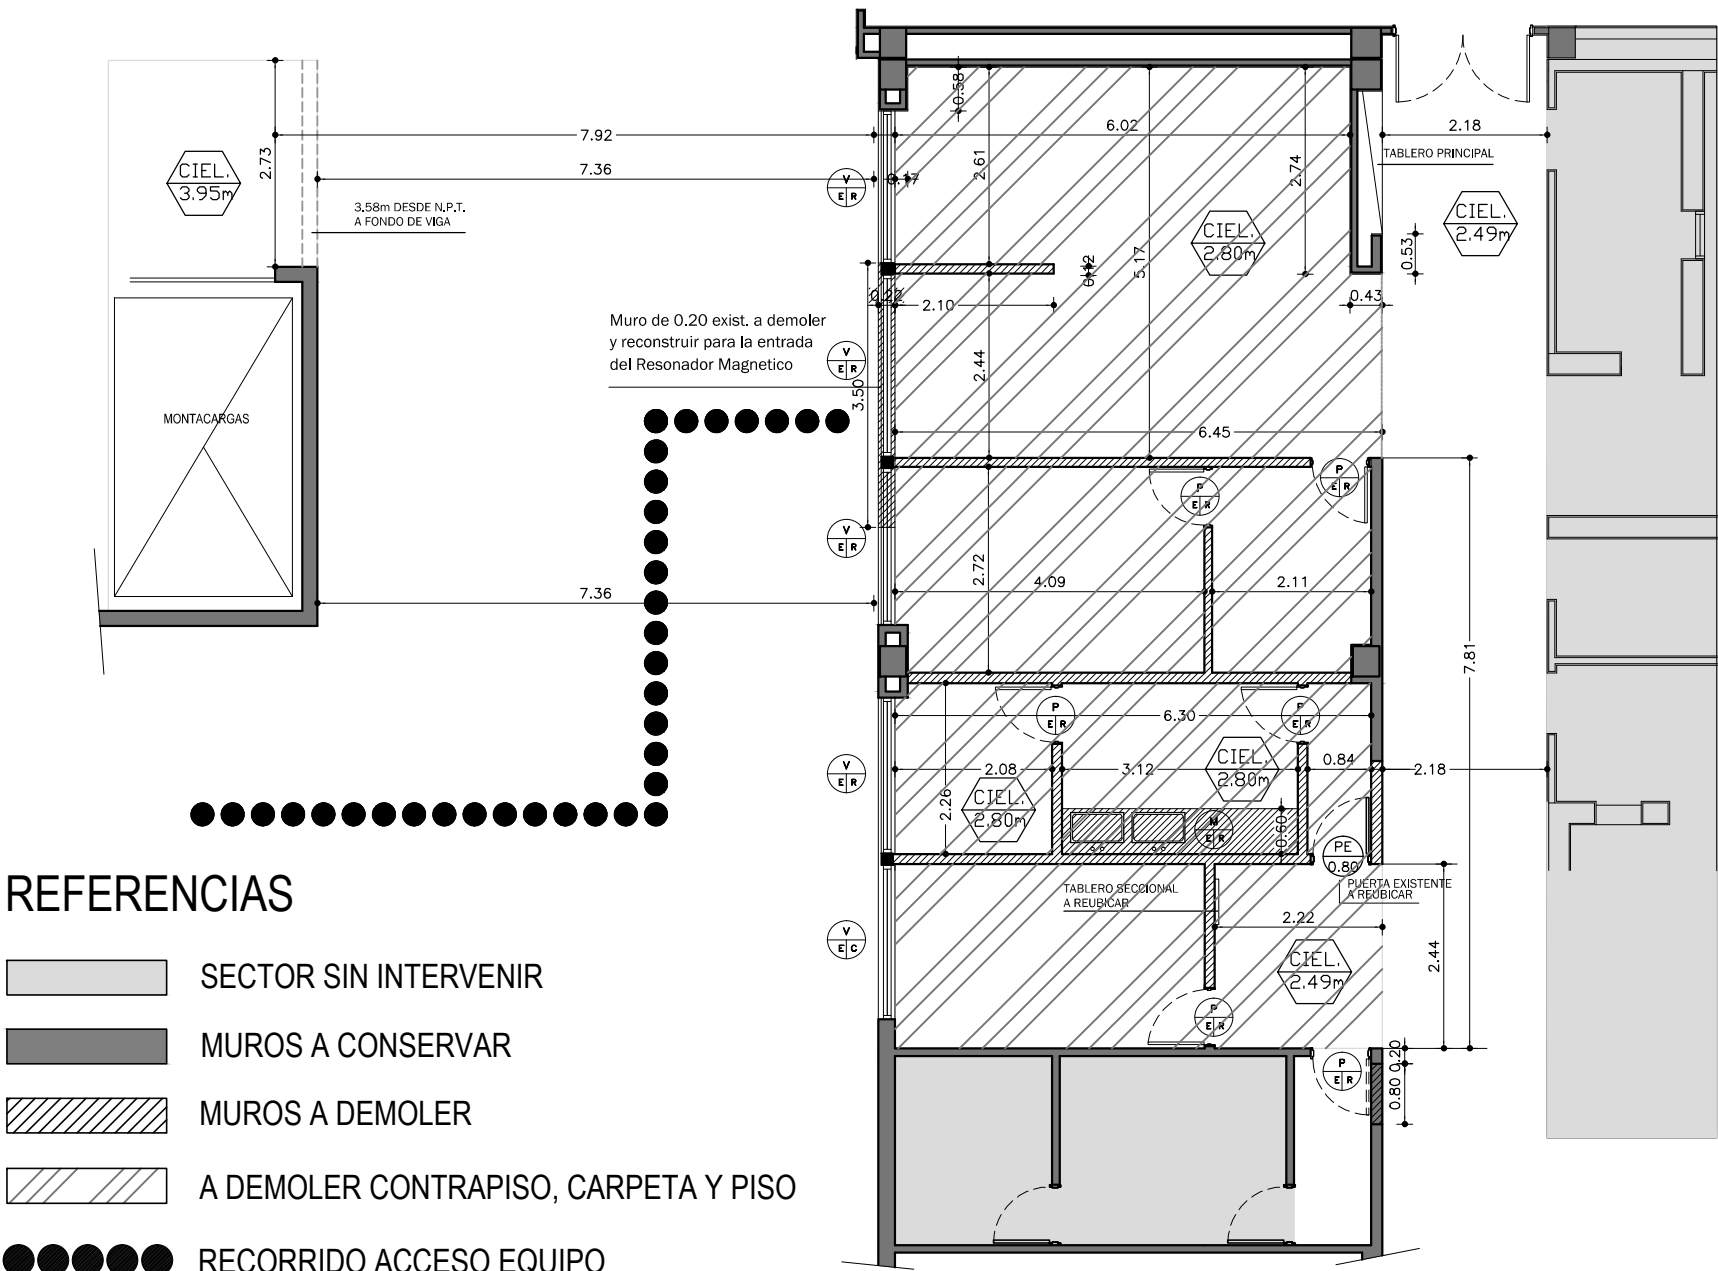 7.92
6.02
2.18
0.58
TABLERO PRINCIPAL
2.73
CIEL.
3.95m
7.36
2.61
2.74
V
E R
0.17
3.58m DESDE N.P.T.
A FONDO DE VIGA
CIEL.
2.80m
CIEL.
2.49m
0.53
5.17
0.12
0.22
2.10
0.43
Muro de 0.20 exist. a demoler
y reconstruir para la entrada
del Resonador Magnetico
V
E R
2.44
3.50
MONTACARGAS
6.45
P
E R
P
E R
V
E R
2.72
4.09
2.11
7.36
7.81
P
E R
6.30
P
E R
V
E R
2.08
3.12
CIEL.
2.80m
0.84
2.18
CIEL.
2.80m
2.26
M
E R
0.60
PE
0.80
TABLERO SECCIONAL
A REUBICAR
PUERTA EXISTENTE
A REUBICAR
2.22
V
E C
CIEL.
2.49m
2.44
P
E R
P
E R
0.20
0.80
REFERENCIAS
SECTOR SIN INTERVENIR
MUROS A CONSERVAR
MUROS A DEMOLER
A DEMOLER CONTRAPISO, CARPETA Y PISO
RECORRIDO ACCESO EQUIPO